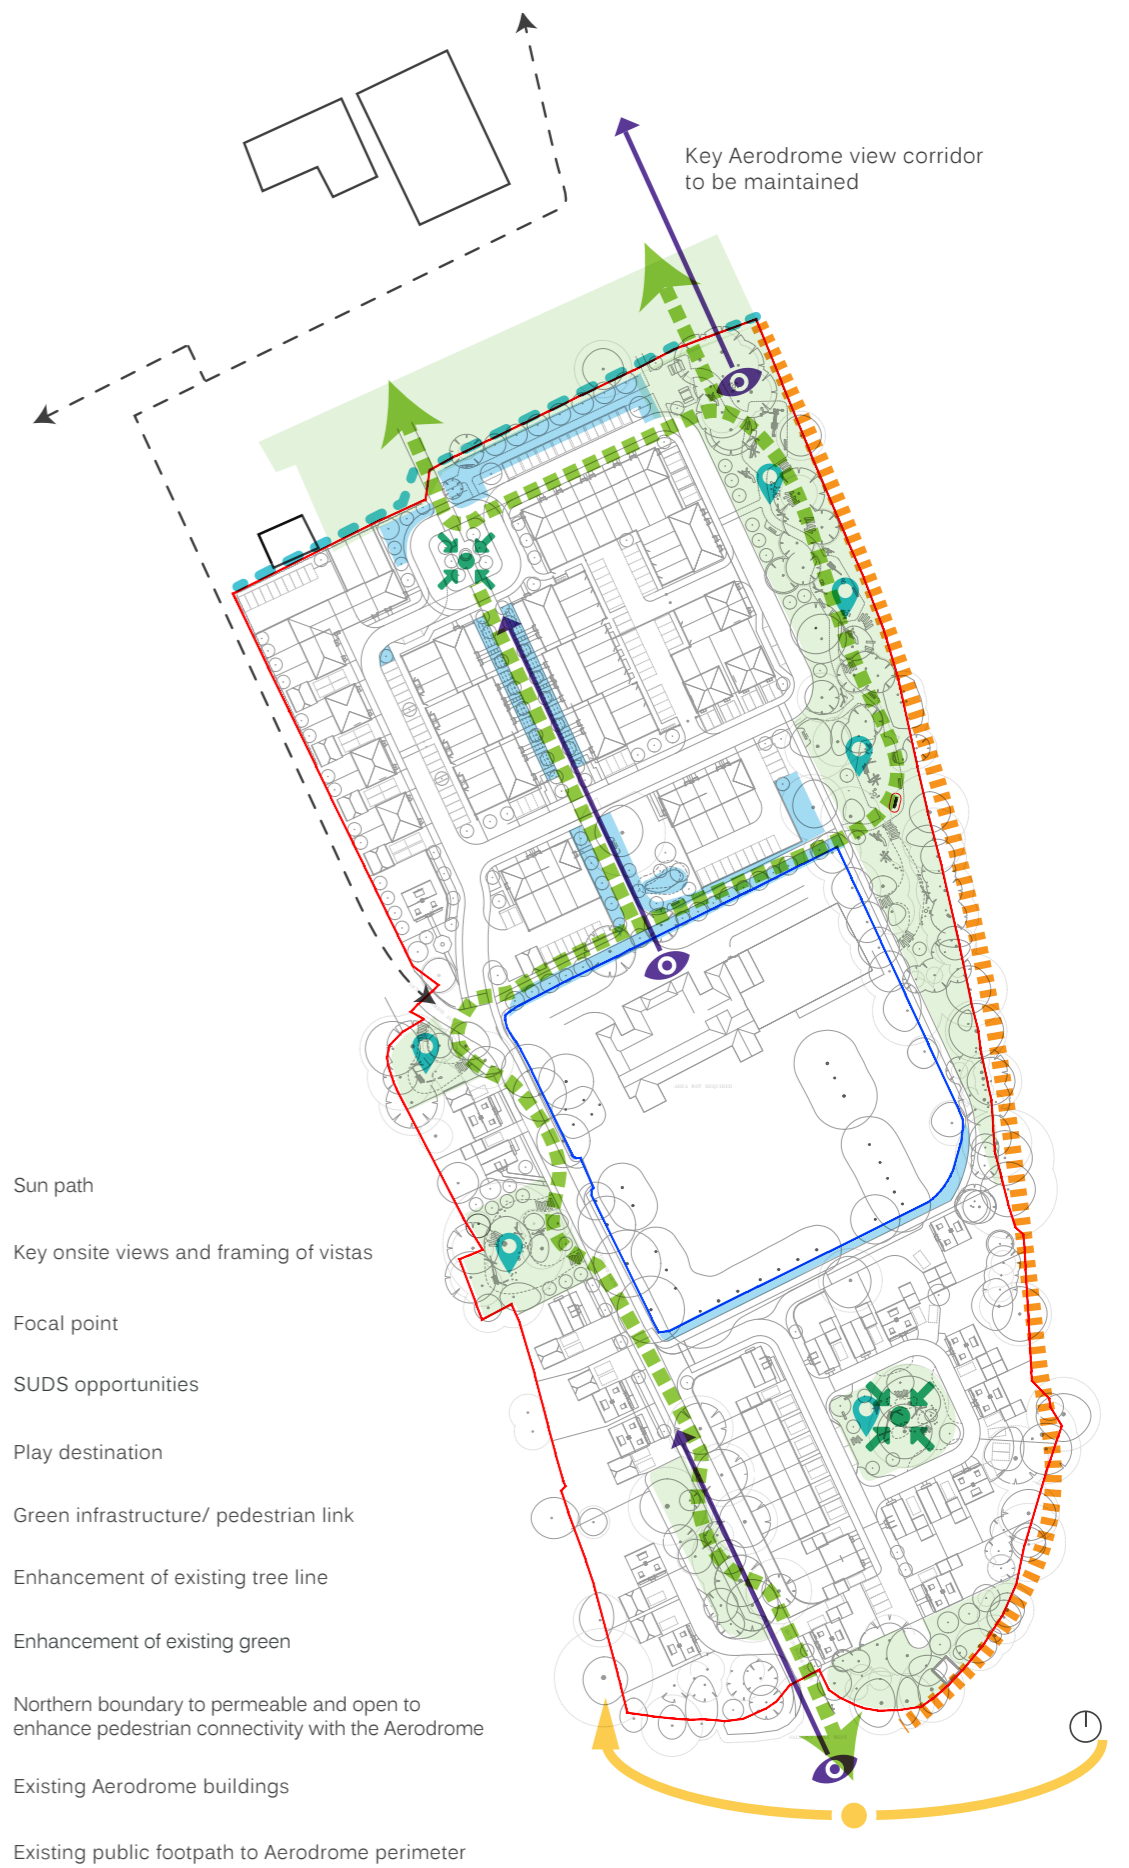 Key Aerodrome view corridor
to be maintained
Sun path
Key onsite views and framing of vistas
Focal point
SUDS opportunities
Play destination
Green infrastructure/ pedestrian link
Enhancement of existing tree line
Enhancement of existing green
Northern boundary to permeable and open to
enhance pedestrian connectivity with the Aerodrome
Existing Aerodrome buildings
Existing public footpath to Aerodrome perimeter